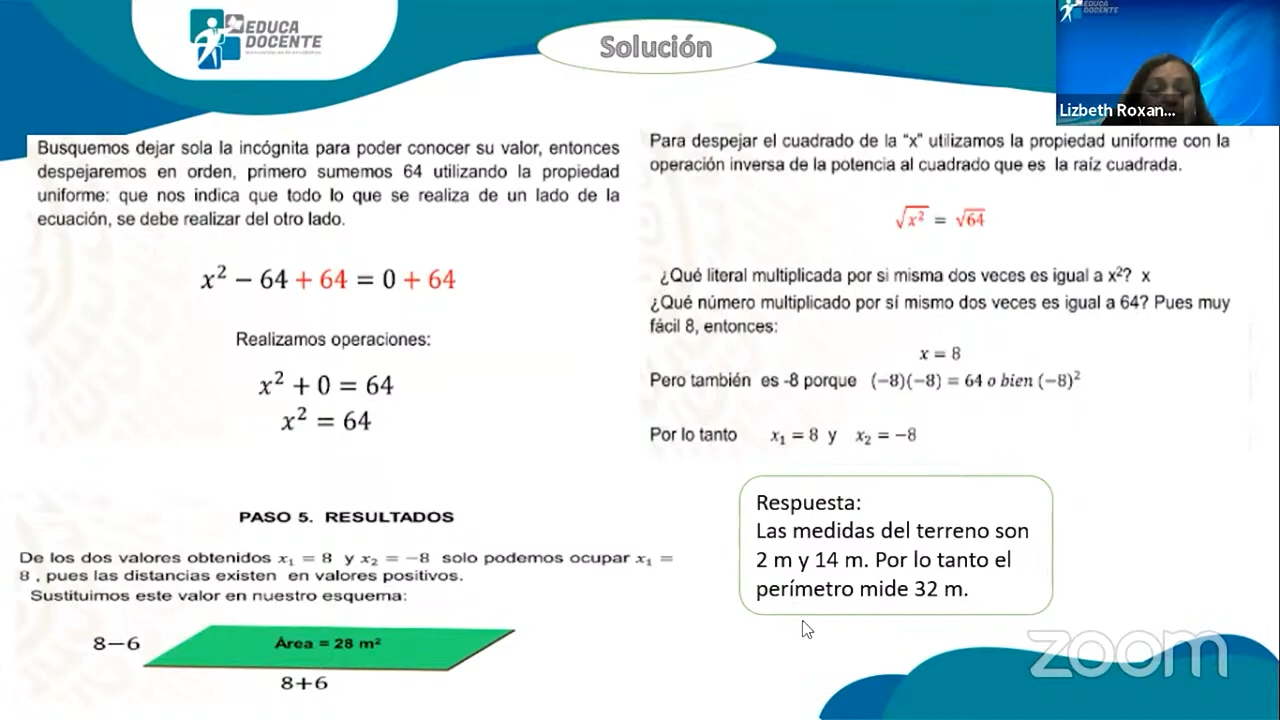 EDUCA
DOCENTE
Solución
EDUCA
DOCENTE
Lizbeth Roxan...
Busquemos dejar sola la incógnita para poder conocer su valor, entonces
despejaremos en orden, primero sumemos 64 utilizando la propiedad
uniforme: que nos indica que todo lo que se realiza de un lado de la
ecuación, se debe realizar del otro lado.
x² − 64 + 64 = 0 + 64
Realizamos operaciones:
x² + 0 = 64
x² = 64
Para despejar el cuadrado de la “x” utilizamos la propiedad uniforme con la
operación inversa de la potencia al cuadrado que es la raíz cuadrada.
√x² = √64
¿Qué literal multiplicada por si misma dos veces es igual a x²? x
¿Qué número multiplicado por sí mismo dos veces es igual a 64? Pues muy
fácil 8, entonces:
x = 8
Pero también es -8 porque (−8)(−8) = 64 o bien (−8)²
Por lo tanto x₁ = 8 y x₂ = −8
PASO 5. RESULTADOS
De los dos valores obtenidos x₁ = 8 y x₂ = −8 solo podemos ocupar x₁ =
8 , pues las distancias existen en valores positivos.
Sustituimos este valor en nuestro esquema:
8−6
Área = 28 m²
8+6
Respuesta:
Las medidas del terreno son
2 m y 14 m. Por lo tanto el
perímetro mide 32 m.
zoom